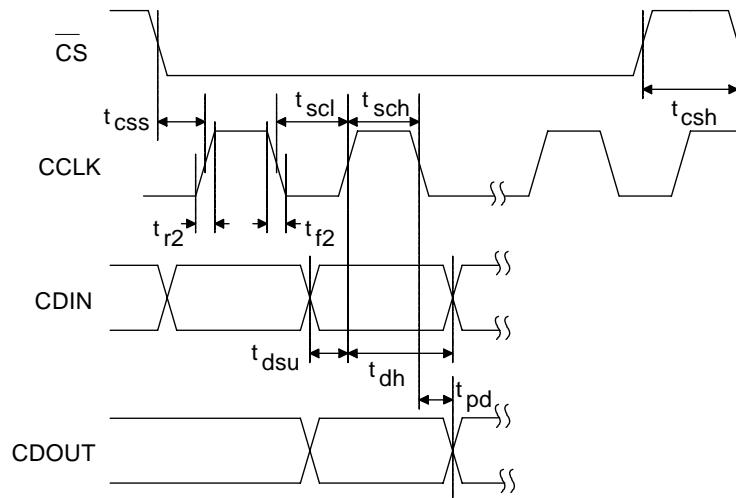 CS
t scl
t sch
t css
t csh
CCLK
t r2
t f2
CDIN
t dsu
t dh
t pd
CDOUT